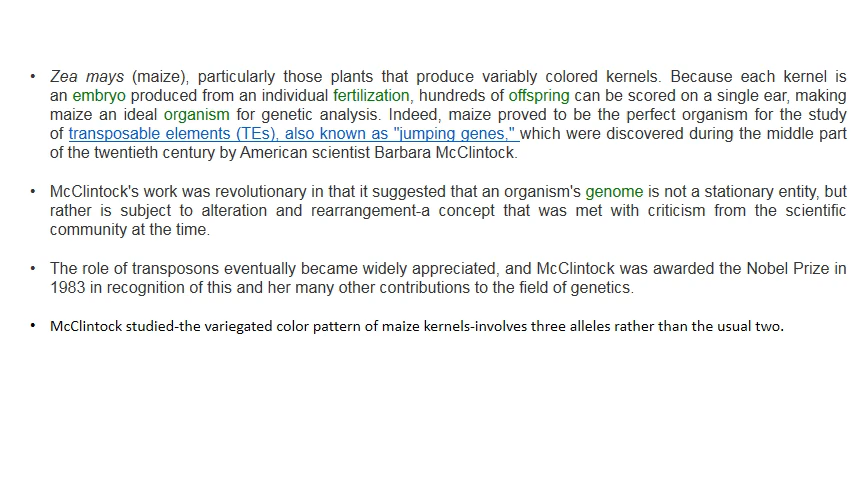 • Zea mays (maize), particularly those plants that produce variably colored kernels. Because each kernel is
an embryo produced from an individual fertilization, hundreds of offspring can be scored on a single ear, making
maize an ideal organism for genetic analysis. Indeed, maize proved to be the perfect organism for the study
of transposable elements (TEs), also known as "jumping genes," which were discovered during the middle part
of the twentieth century by American scientist Barbara McClintock.
• McClintock's work was revolutionary in that it suggested that an organism's genome is not a stationary entity, but
rather is subject to alteration and rearrangement-a concept that was met with criticism from the scientific
community at the time.
• The role of transposons eventually became widely appreciated, and McClintock was awarded the Nobel Prize in
1983 in recognition of this and her many other contributions to the field of genetics.
• McClintock studied-the variegated color pattern of maize kernels-involves three alleles rather than the usual two.